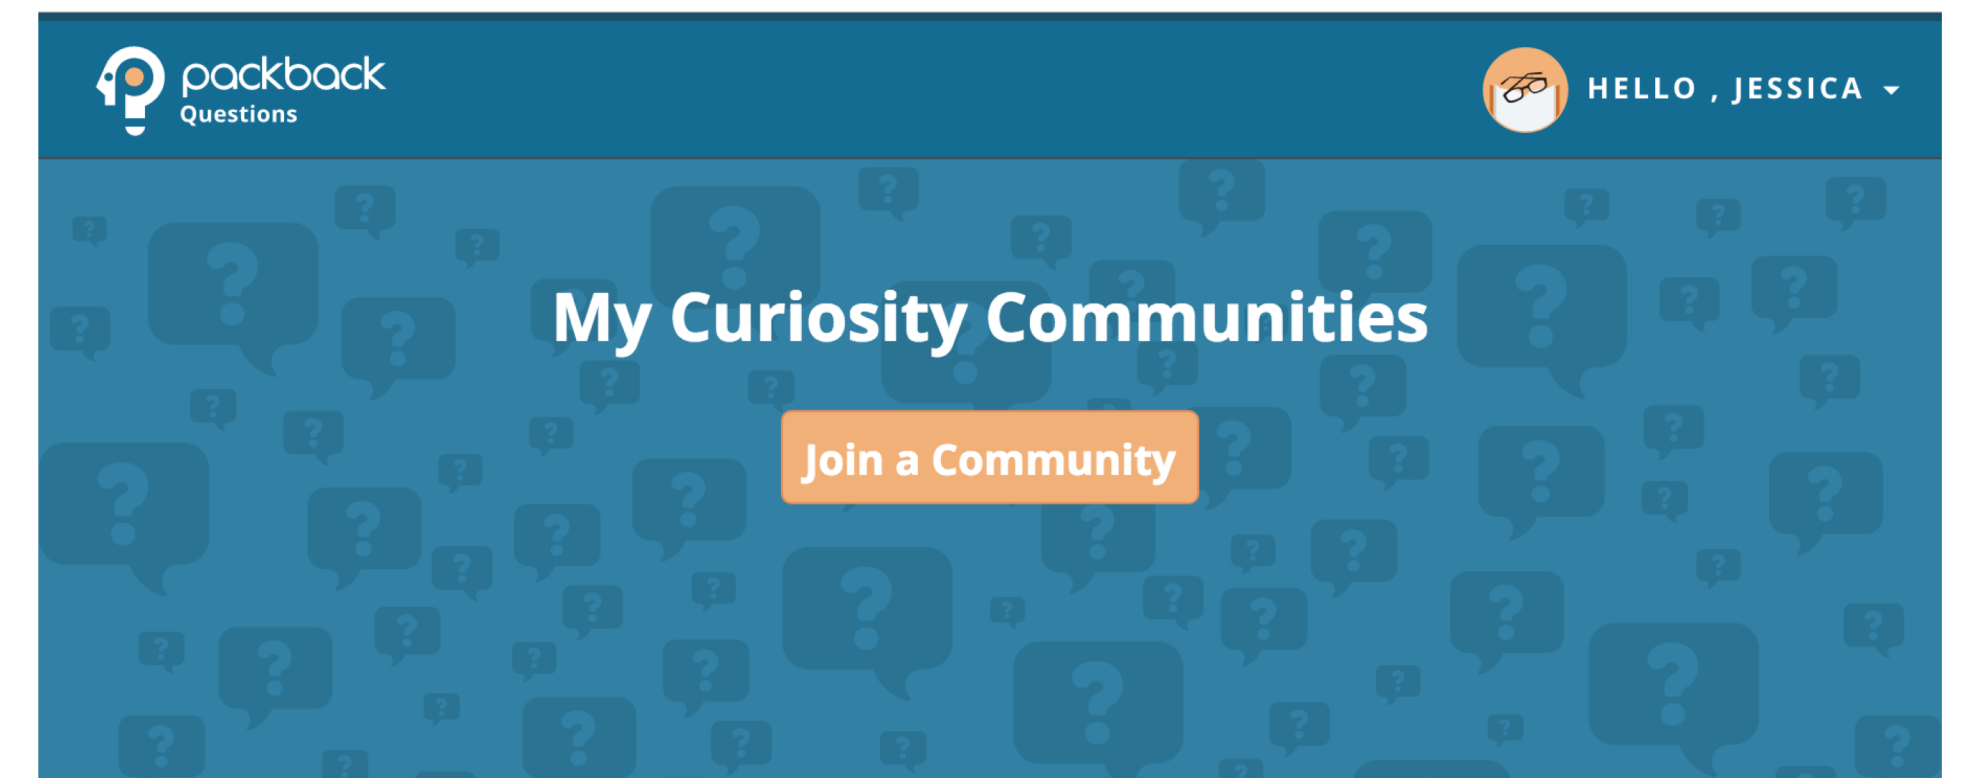 packback
Questions
HELLO , JESSICA
My Curiosity Communities
Join a Community